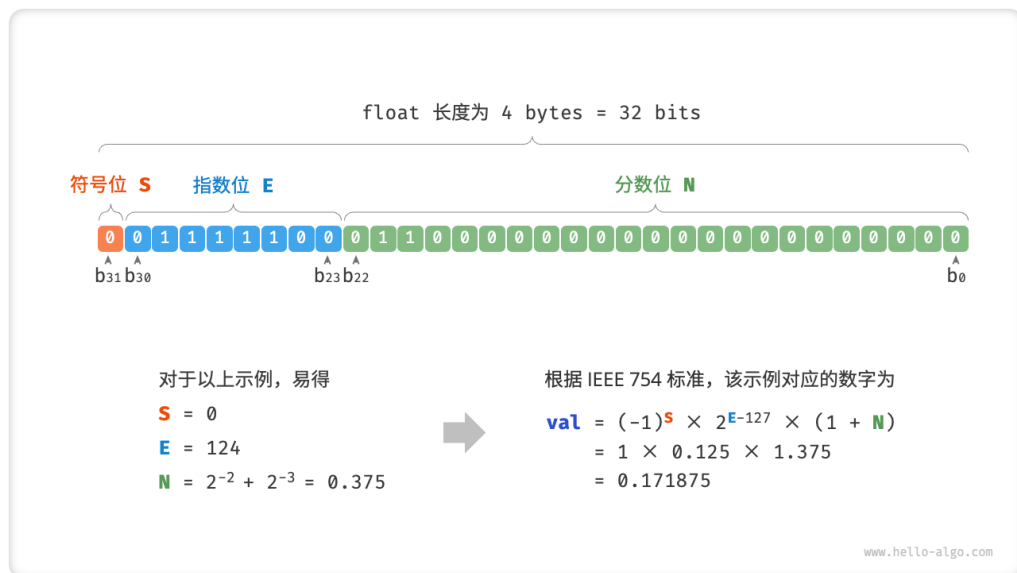 float 长度为 4 bytes = 32 bits
符号位 S 指数位 E 分数位 N
0 0 1 1 1 1 1 0 0 0 1 1 0 0 0 0 0 0 0 0 0 0 0 0 0 0 0 0 0 0 0 0
b31 b30 b23 b22 b0
对于以上示例，易得
S = 0
E = 124
N = 2⁻² + 2⁻³ = 0.375
根据 IEEE 754 标准，该示例对应的数字为
val = (-1)ˢ × 2ᴱ⁻¹²⁷ × (1 + N)
= 1 × 0.125 × 1.375
= 0.171875
www.hello-algo.com